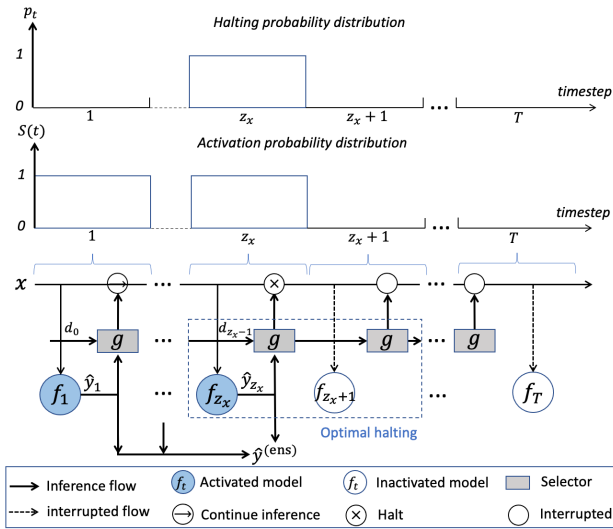 p_t
Halting probability distribution
1
0
1
z_x
z_x + 1
...
T
timestep
S(t)
Activation probability distribution
1
0
1
z_x
z_x + 1
...
T
timestep
x
...
...
d_0
g
...
d_{z_x−1}
g
g
...
g
f_1
ŷ_1
...
f_{z_x}
ŷ_{z_x}
f_{z_x+1}
...
f_T
Optimal halting
...
ŷ^(ens)
Inference flow
f_t Activated model
f_t Inactivated model
Selector
interrupted flow
Continue inference
Halt
Interrupted